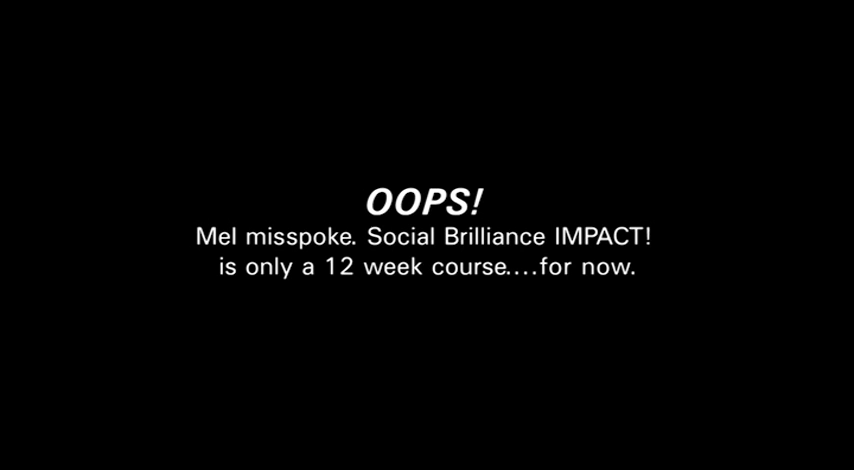 OOPS!
Mel misspoke. Social Brilliance IMPACT!
is only a 12 week course....for now.